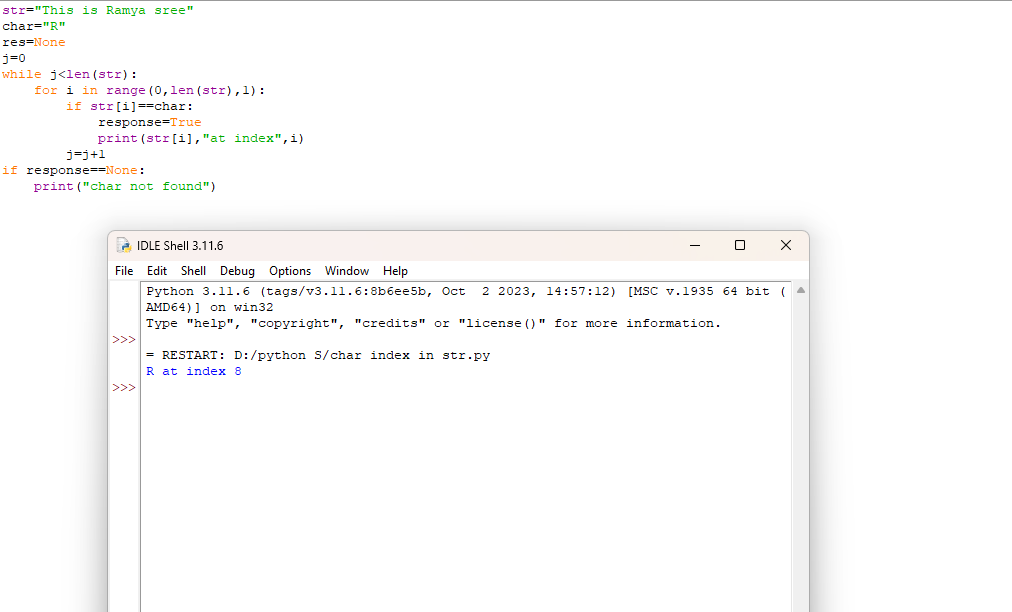 str="This is Ramya sree"
char="R"
res=None
j=0
while j<len(str):
    for i in range(0,len(str),1):
        if str[i]==char:
            response=True
            print(str[i],"at index",i)
        j=j+1
if response==None:
    print("char not found")
IDLE Shell 3.11.6
File Edit Shell Debug Options Window Help
Python 3.11.6 (tags/v3.11.6:8b6ee5b, Oct  2 2023, 14:57:12) [MSC v.1935 64 bit (
AMD64)] on win32
Type "help", "copyright", "credits" or "license()" for more information.
>>>
= RESTART: D:/python S/char index in str.py
R at index 8
>>>